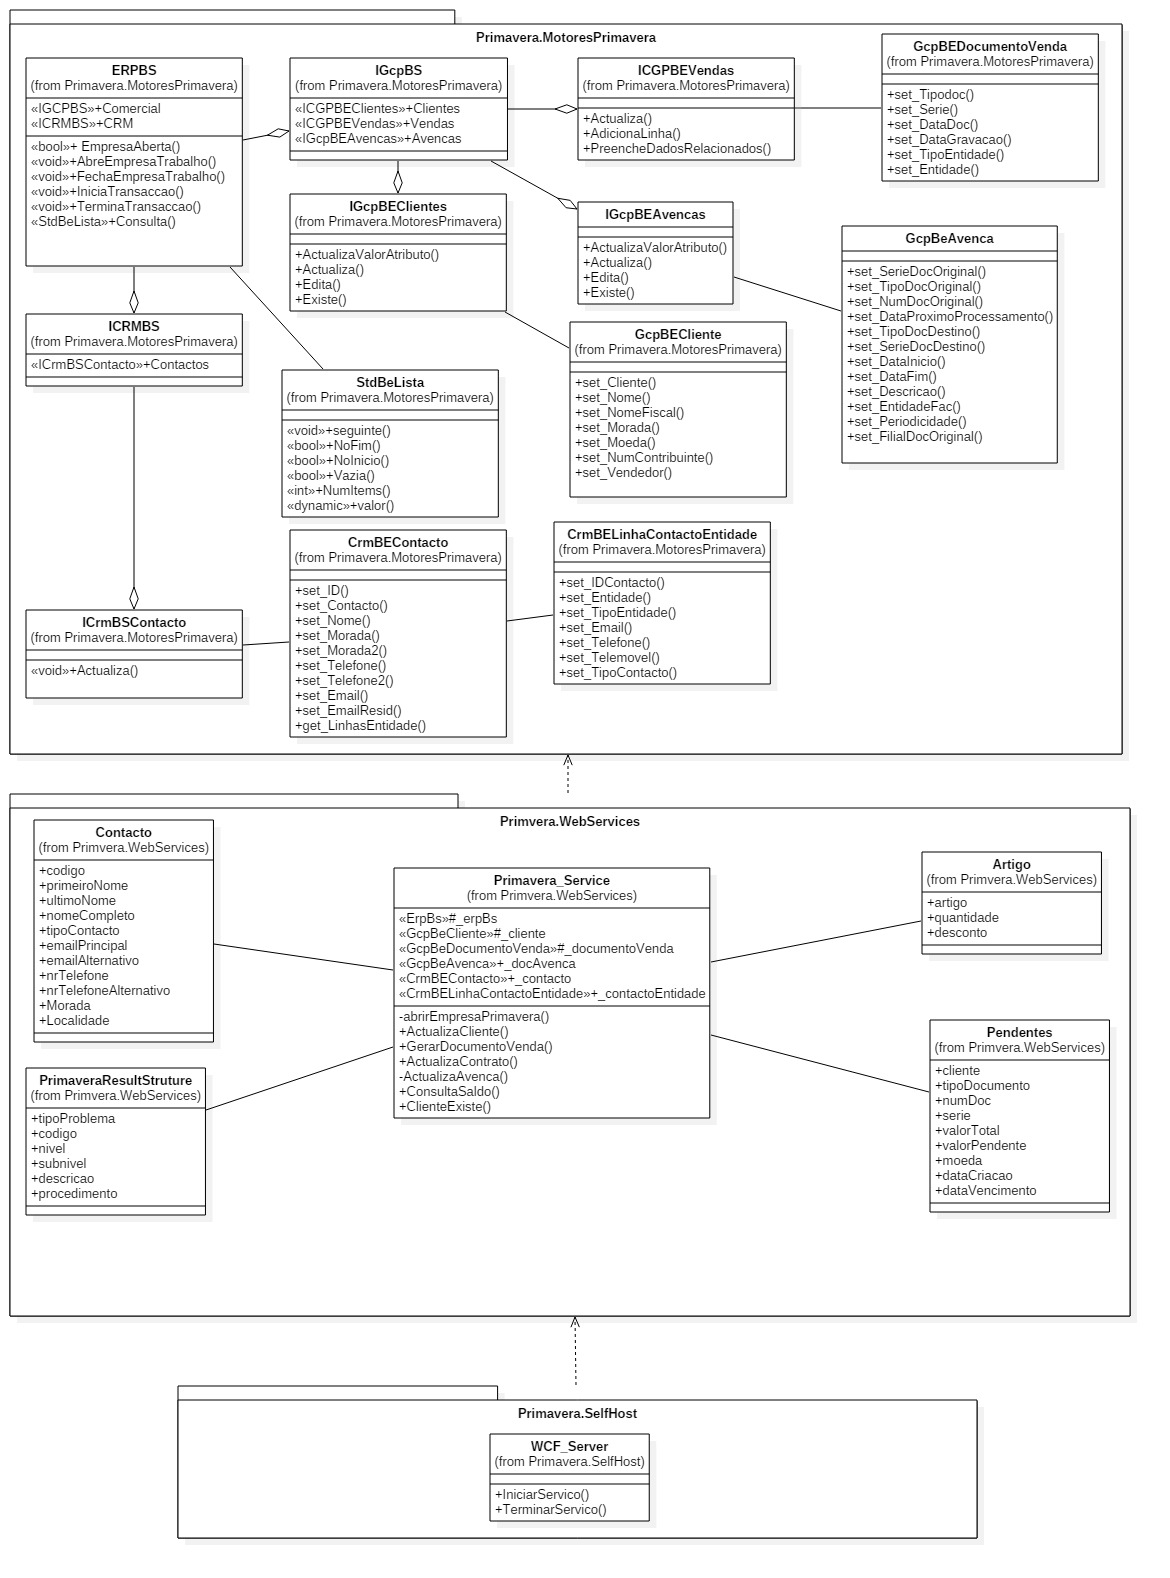 Primavera.MotoresPrimavera
ERPBS
(from Primavera.MotoresPrimavera)
«IGCPBS»+Comercial
«ICRMBS»+CRM
«bool»+ EmpresaAberta()
«void»+AbreEmpresaTrabalho()
«void»+FechaEmpresaTrabalho()
«void»+IniciaTransaccao()
«void»+TerminaTransaccao()
«StdBeLista»+Consulta()
IGcpBS
(from Primavera.MotoresPrimavera)
«ICGPBEClientes»+Clientes
«ICGPBEVendas»+Vendas
«IGcpBEAvencas»+Avencas
ICGPBEVendas
(from Primavera.MotoresPrimavera)
+Actualiza()
+AdicionaLinha()
+PreencheDadosRelacionados()
GcpBEDocumentoVenda
(from Primavera.MotoresPrimavera)
+set_Tipodoc()
+set_Serie()
+set_DataDoc()
+set_DataGravacao()
+set_TipoEntidade()
+set_Entidade()
IGcpBEClientes
(from Primavera.MotoresPrimavera)
+ActualizaValorAtributo()
+Actualiza()
+Edita()
+Existe()
IGcpBEAvencas
+ActualizaValorAtributo()
+Actualiza()
+Edita()
+Existe()
GcpBeAvenca
+set_SerieDocOriginal()
+set_TipoDocOriginal()
+set_NumDocOriginal()
+set_DataProximoProcessamento()
+set_TipoDocDestino()
+set_SerieDocDestino()
+set_DataInicio()
+set_DataFim()
+set_Descricao()
+set_EntidadeFac()
+set_Periodicidade()
+set_FilialDocOriginal()
ICRMBS
(from Primavera.MotoresPrimavera)
«ICrmBSContacto»+Contactos
GcpBECliente
(from Primavera.MotoresPrimavera)
+set_Cliente()
+set_Nome()
+set_NomeFiscal()
+set_Morada()
+set_Moeda()
+set_NumContribuinte()
+set_Vendedor()
StdBeLista
(from Primavera.MotoresPrimavera)
«void»+seguinte()
«bool»+NoFim()
«bool»+NoInicio()
«bool»+Vazia()
«int»+NumItems()
«dynamic»+valor()
CrmBEContacto
(from Primavera.MotoresPrimavera)
+set_ID()
+set_Contacto()
+set_Nome()
+set_Morada()
+set_Morada2()
+set_Telefone()
+set_Telefone2()
+set_Email()
+set_EmailResid()
+get_LinhasEntidade()
CrmBELinhaContactoEntidade
(from Primavera.MotoresPrimavera)
+set_IDContacto()
+set_Entidade()
+set_TipoEntidade()
+set_Email()
+set_Telefone()
+set_Telemovel()
+set_TipoContacto()
ICrmBSContacto
(from Primavera.MotoresPrimavera)
«void»+Actualiza()
Primvera.WebServices
Contacto
(from Primvera.WebServices)
+codigo
+primeiroNome
+ultimoNome
+nomeCompleto
+tipoContacto
+emailPrincipal
+emailAlternativo
+nrTelefone
+nrTelefoneAlternativo
+Morada
+Localidade
Primavera_Service
(from Primvera.WebServices)
«ErpBs»#_erpBs
«GcpBeCliente»#_cliente
«GcpBeDocumentoVenda»#_documentoVenda
«GcpBeAvenca»+_docAvenca
«CrmBEContacto»+_contacto
«CrmBELinhaContactoEntidade»+_contactoEntidade
-abrirEmpresaPrimavera()
+ActualizaCliente()
+GerarDocumentoVenda()
+ActualizaContrato()
-ActualizaAvenca()
+ConsultaSaldo()
+ClienteExiste()
Artigo
(from Primvera.WebServices)
+artigo
+quantidade
+desconto
Pendentes
(from Primvera.WebServices)
+cliente
+tipoDocumento
+numDoc
+serie
+valorTotal
+valorPendente
+moeda
+dataCriacao
+dataVencimento
PrimaveraResultStruture
(from Primvera.WebServices)
+tipoProblema
+codigo
+nivel
+subnivel
+descricao
+procedimento
Primavera.SelfHost
WCF_Server
(from Primavera.SelfHost)
+IniciarServico()
+TerminarServico()